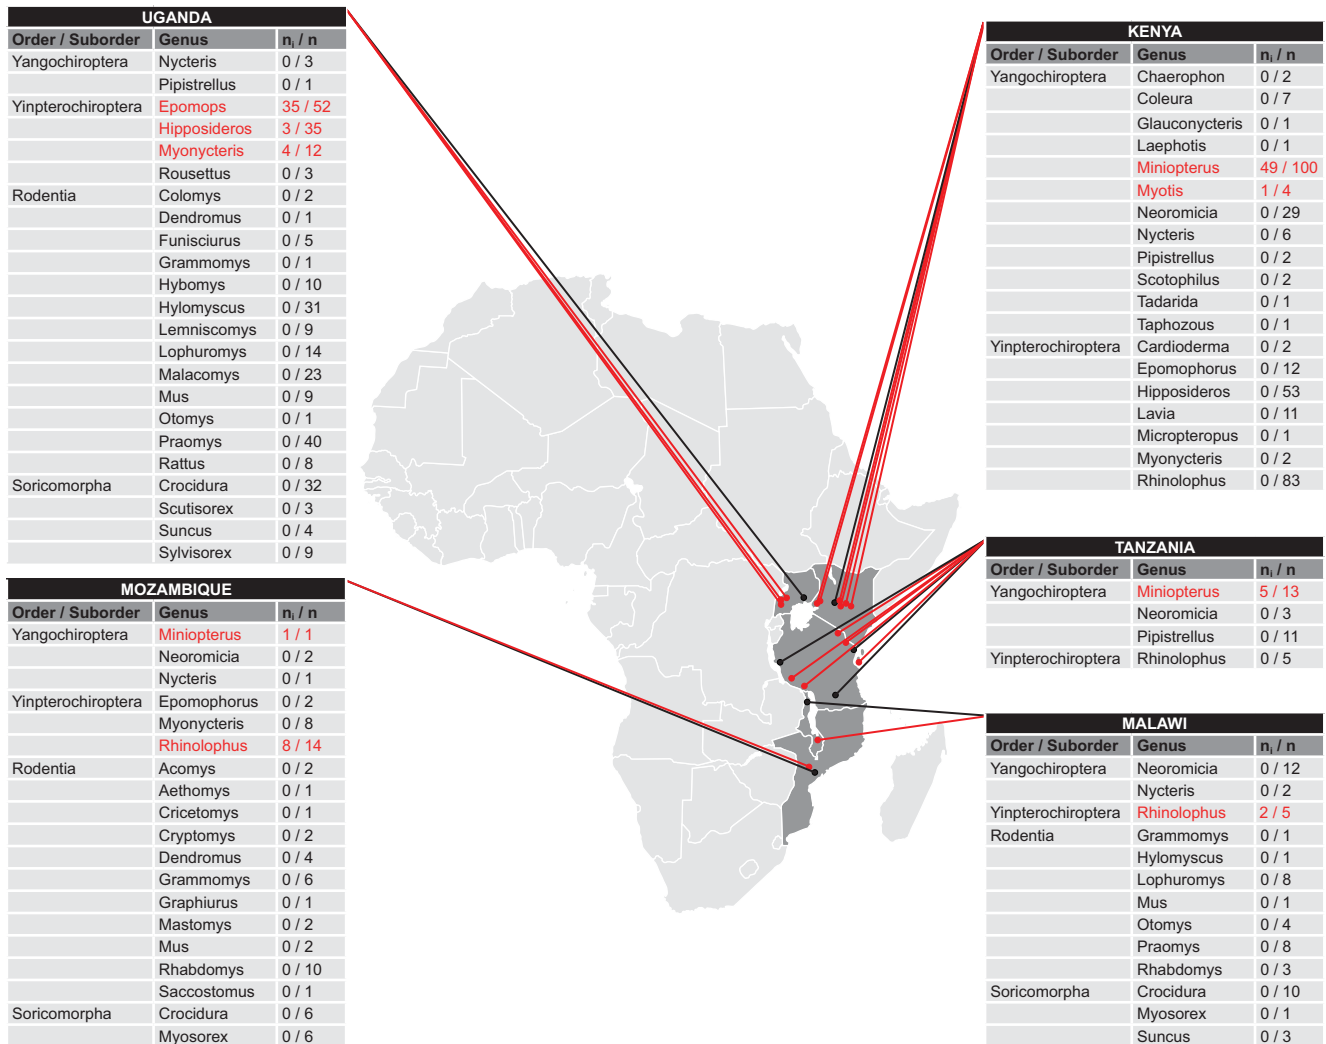 UGANDA
Order / Suborder Genus ni / n
Yangochiroptera Nycteris 0 / 3
Pipistrellus 0 / 1
Yinpterochiroptera Epomops 35 / 52
Hipposideros 3 / 35
Myonycteris 4 / 12
Rousettus 0 / 3
Rodentia Colomys 0 / 2
Dendromus 0 / 1
Funisciurus 0 / 5
Grammomys 0 / 1
Hybomys 0 / 10
Hylomyscus 0 / 31
Lemniscomys 0 / 9
Lophuromys 0 / 14
Malacomys 0 / 23
Mus 0 / 9
Otomys 0 / 1
Praomys 0 / 40
Rattus 0 / 8
Soricomorpha Crocidura 0 / 32
Scutisorex 0 / 3
Suncus 0 / 4
Sylvisorex 0 / 9
MOZAMBIQUE
Order / Suborder Genus ni / n
Yangochiroptera Miniopterus 1 / 1
Neoromicia 0 / 2
Nycteris 0 / 1
Yinpterochiroptera Epomophorus 0 / 2
Myonycteris 0 / 8
Rhinolophus 8 / 14
Rodentia Acomys 0 / 2
Aethomys 0 / 1
Cricetomys 0 / 1
Cryptomys 0 / 2
Dendromus 0 / 4
Grammomys 0 / 6
Graphiurus 0 / 1
Mastomys 0 / 2
Mus 0 / 2
Rhabdomys 0 / 10
Saccostomus 0 / 1
Soricomorpha Crocidura 0 / 6
Myosorex 0 / 6
KENYA
Order / Suborder Genus ni / n
Yangochiroptera Chaerophon 0 / 2
Coleura 0 / 7
Glauconycteris 0 / 1
Laephotis 0 / 1
Miniopterus 49 / 100
Myotis 1 / 4
Neoromicia 0 / 29
Nycteris 0 / 6
Pipistrellus 0 / 2
Scotophilus 0 / 2
Tadarida 0 / 1
Taphozous 0 / 1
Yinpterochiroptera Cardioderma 0 / 2
Epomophorus 0 / 12
Hipposideros 0 / 53
Lavia 0 / 11
Micropteropus 0 / 1
Myonycteris 0 / 2
Rhinolophus 0 / 83
TANZANIA
Order / Suborder Genus ni / n
Yangochiroptera Miniopterus 5 / 13
Neoromicia 0 / 3
Pipistrellus 0 / 11
Yinpterochiroptera Rhinolophus 0 / 5
MALAWI
Order / Suborder Genus ni / n
Yangochiroptera Neoromicia 0 / 12
Nycteris 0 / 2
Yinpterochiroptera Rhinolophus 2 / 5
Rodentia Grammomys 0 / 1
Hylomyscus 0 / 1
Lophuromys 0 / 8
Mus 0 / 1
Otomys 0 / 4
Praomys 0 / 8
Rhabdomys 0 / 3
Soricomorpha Crocidura 0 / 10
Myosorex 0 / 1
Suncus 0 / 3